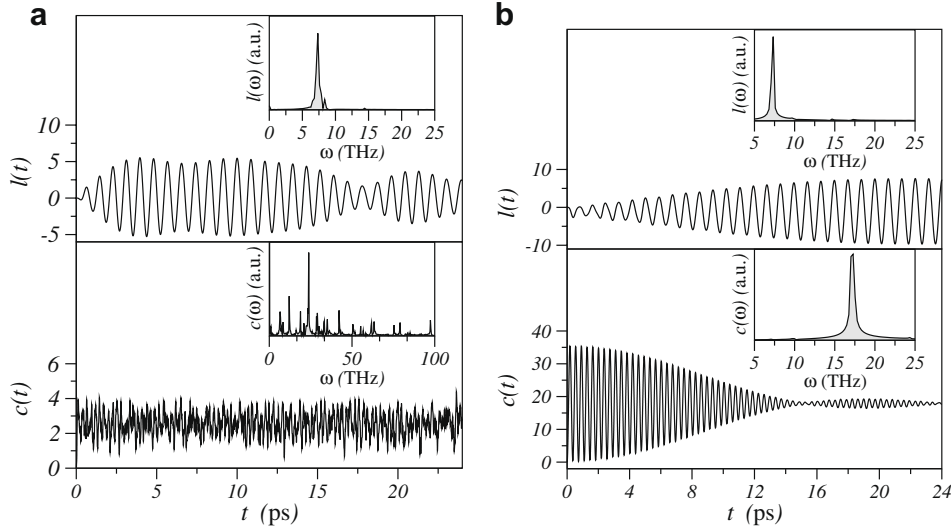 a
l(ω) (a.u.)
0 5 10 15 20 25
ω (THz)
10
5
0
-5
l(t)
c(ω) (a.u.)
0 50 100
ω (THz)
6
4
2
0
c(t)
0 5 10 15 20
t (ps)
b
l(ω) (a.u.)
5 10 15 20 25
ω (THz)
10
0
-10
l(t)
c(ω) (a.u.)
5 10 15 20 25
ω (THz)
40
30
20
10
0
c(t)
0 4 8 12 16 20 24
t (ps)